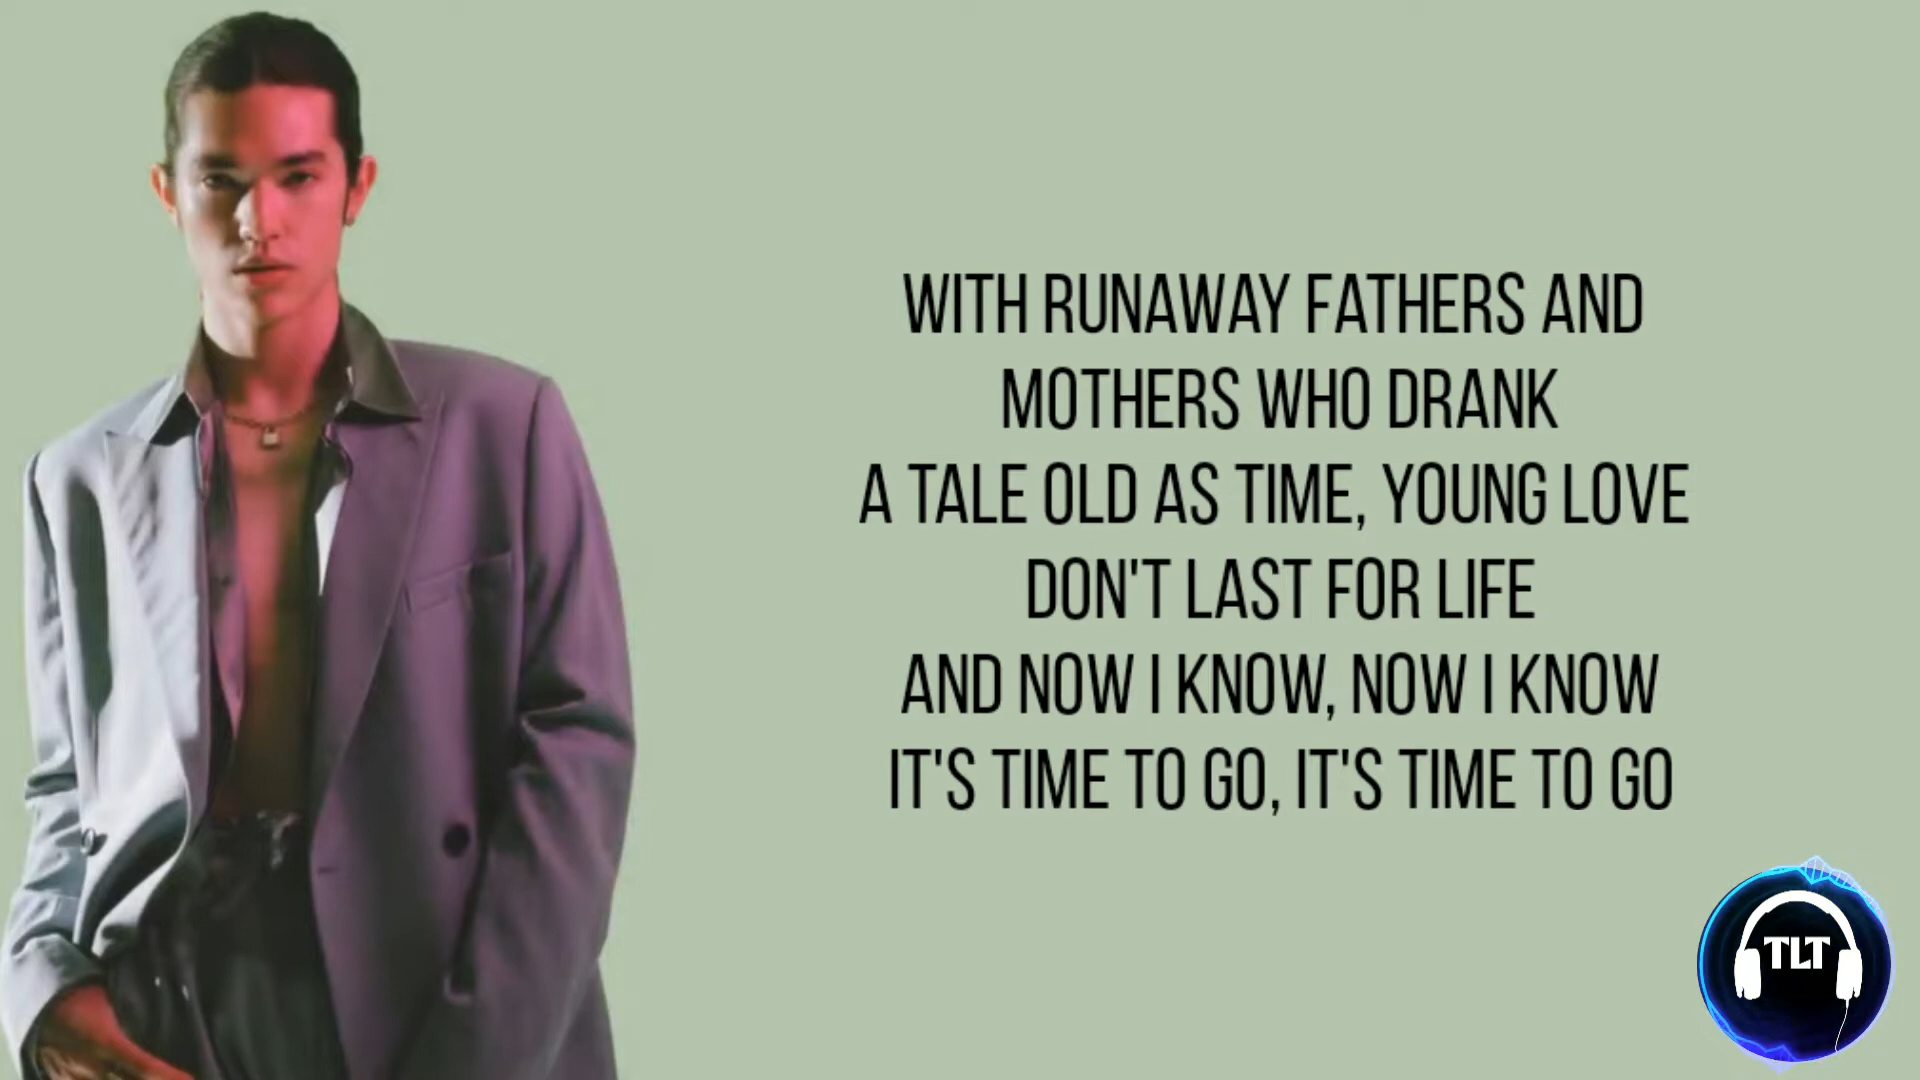 WITH RUNAWAY FATHERS AND
MOTHERS WHO DRANK
A TALE OLD AS TIME, YOUNG LOVE
DON'T LAST FOR LIFE
AND NOW I KNOW, NOW I KNOW
IT'S TIME TO GO, IT'S TIME TO GO
TLT